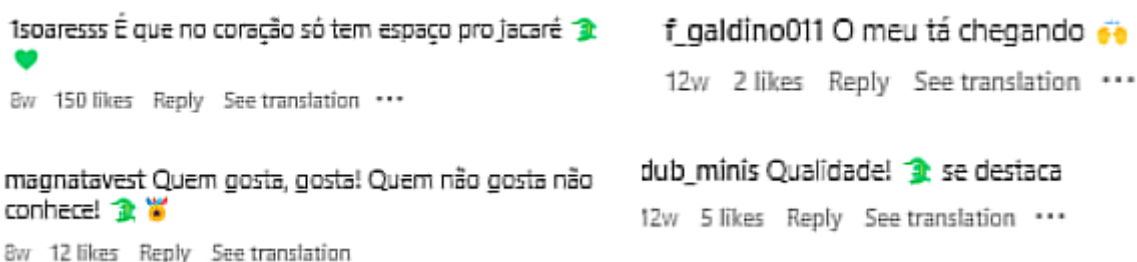 1soaresss É que no coração só tem espaço pro jacaré 🐊
💚
8w 150 likes Reply See translation •••
f_galdino011 O meu tá chegando 🙌
12w 2 likes Reply See translation •••
magnatavest Quem gosta, gosta! Quem não gosta não
conhece! 🐊 🏅
8w 12 likes Reply See translation
dub_minis Qualidade! 🐊 se destaca
12w 5 likes Reply See translation •••